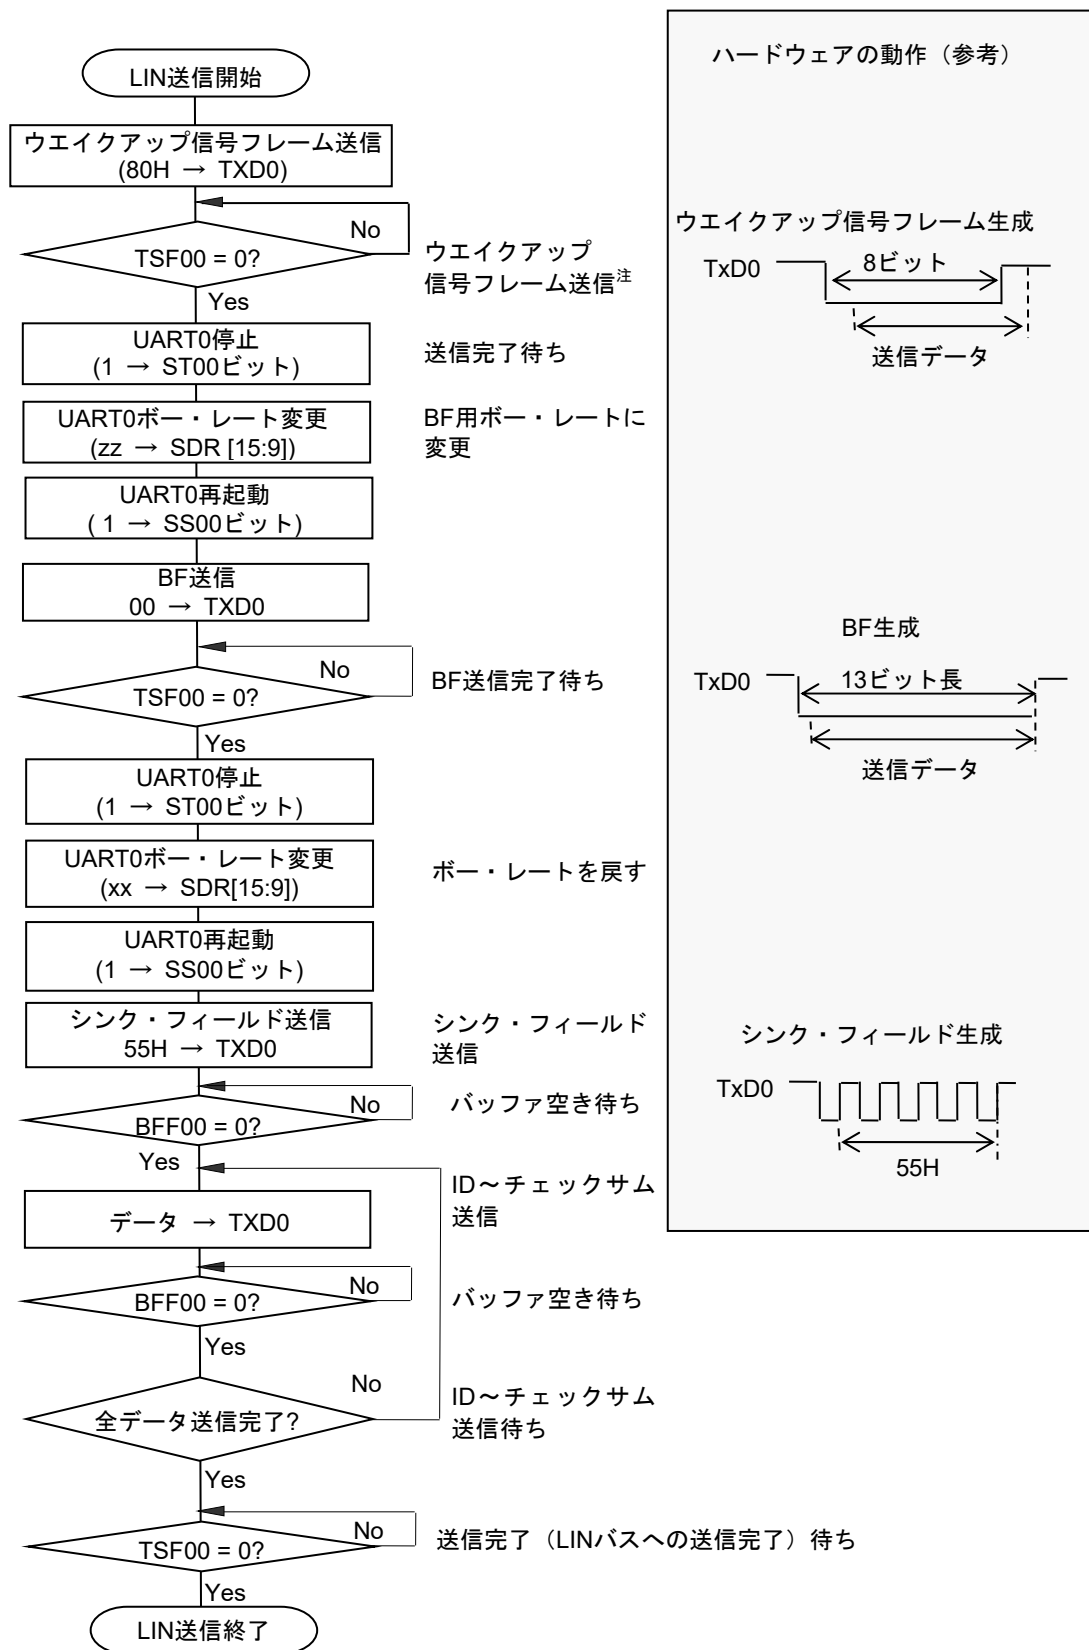 LIN送信開始
ウエイクアップ信号フレーム送信
(80H → TXD0)
No
TSF00 = 0?
ウエイクアップ
信号フレーム送信注
Yes
UART0停止
(1 → ST00ビット)
送信完了待ち
UART0ボー・レート変更
(zz → SDR [15:9])
BF用ボー・レートに
変更
UART0再起動
( 1 → SS00ビット)
BF送信
00 → TXD0
No
TSF00 = 0?
BF送信完了待ち
Yes
UART0停止
(1 → ST00ビット)
UART0ボー・レート変更
(xx → SDR[15:9])
ボー・レートを戻す
UART0再起動
(1 → SS00ビット)
シンク・フィールド送信
55H → TXD0
シンク・フィールド
送信
No
BFF00 = 0?
バッファ空き待ち
Yes
ID~チェックサム
送信
データ → TXD0
No
BFF00 = 0?
バッファ空き待ち
Yes
No
全データ送信完了?
ID~チェックサム
送信待ち
Yes
No
TSF00 = 0?
送信完了(LINバスへの送信完了)待ち
Yes
LIN送信終了
ハードウェアの動作(参考)
ウエイクアップ信号フレーム生成
TxD0
8ビット
送信データ
BF生成
TxD0
13ビット長
送信データ
シンク・フィールド生成
TxD0
55H